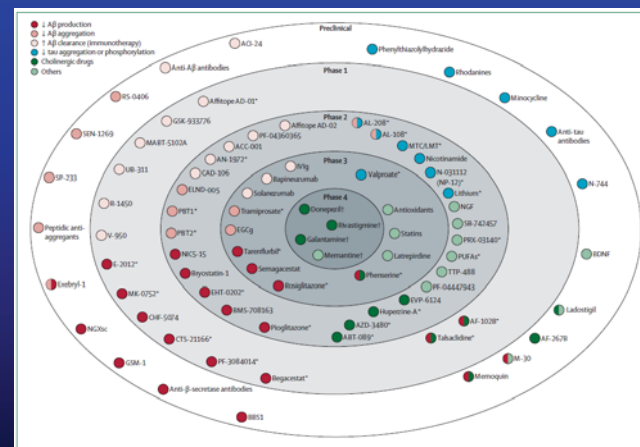 Preclinical
↓ Aβ production
↓ Aβ aggregation
↑ Aβ clearance (immunotherapy)
↓ tau aggregation or phosphorylation
Cholinergic drugs
Others
ACI-24
Phenylthiazolylhydrazide
Anti-Aβ antibodies
Phase 1
Rhodanines
RS-0406
Affitope AD-01*
Minocycline
GSK-933776
Phase 2
Affitope AD-02
AL-208*
SEN-1269
MABT-5102A
PF-04360365
AL-108*
Anti-tau
antibodies
ACC-001
MTC/LMT*
UB-311
AN-1972*
Phase 3
Nicotinamide
SP-233
CAD-106
IVIg
Valproate*
N-031112
(NP-12)*
N-744
Bapineuzumab
R-1450
ELND-005
Solanezumab
Phase 4
Lithium*
Peptidic anti-
aggregants
PBT1*
Tramiprosate*
Donepezil†
Antioxidants
NGF
V-950
PBT2*
EGCg
Rivastigmine†
Statins
SR-747457
Galantamine†
PRX-03140*
E-2012*
NIC5-15
Tarenflurbil*
Memantine†
Latrepirdine
PUFAs*
BDNF
Exebryl-1
MK-0752*
Bryostatin-1
Semagacestat
Phenserine*
TTP-488
EHT-0202*
Rosiglitazone*
PF-04447943
NGXsc
CHF-5074
BMS-708163
EVP-6124
Ladostigil
CTS-21166*
Pioglitazone*
Huperzine-A*
AZD-3480*
AF-102B*
AF-267B
GSM-1
PF-3084014*
ABT-089*
Talsaclidine*
M-30
Anti-β-secretase antibodies
Begacestat*
Memoquin
BBS1